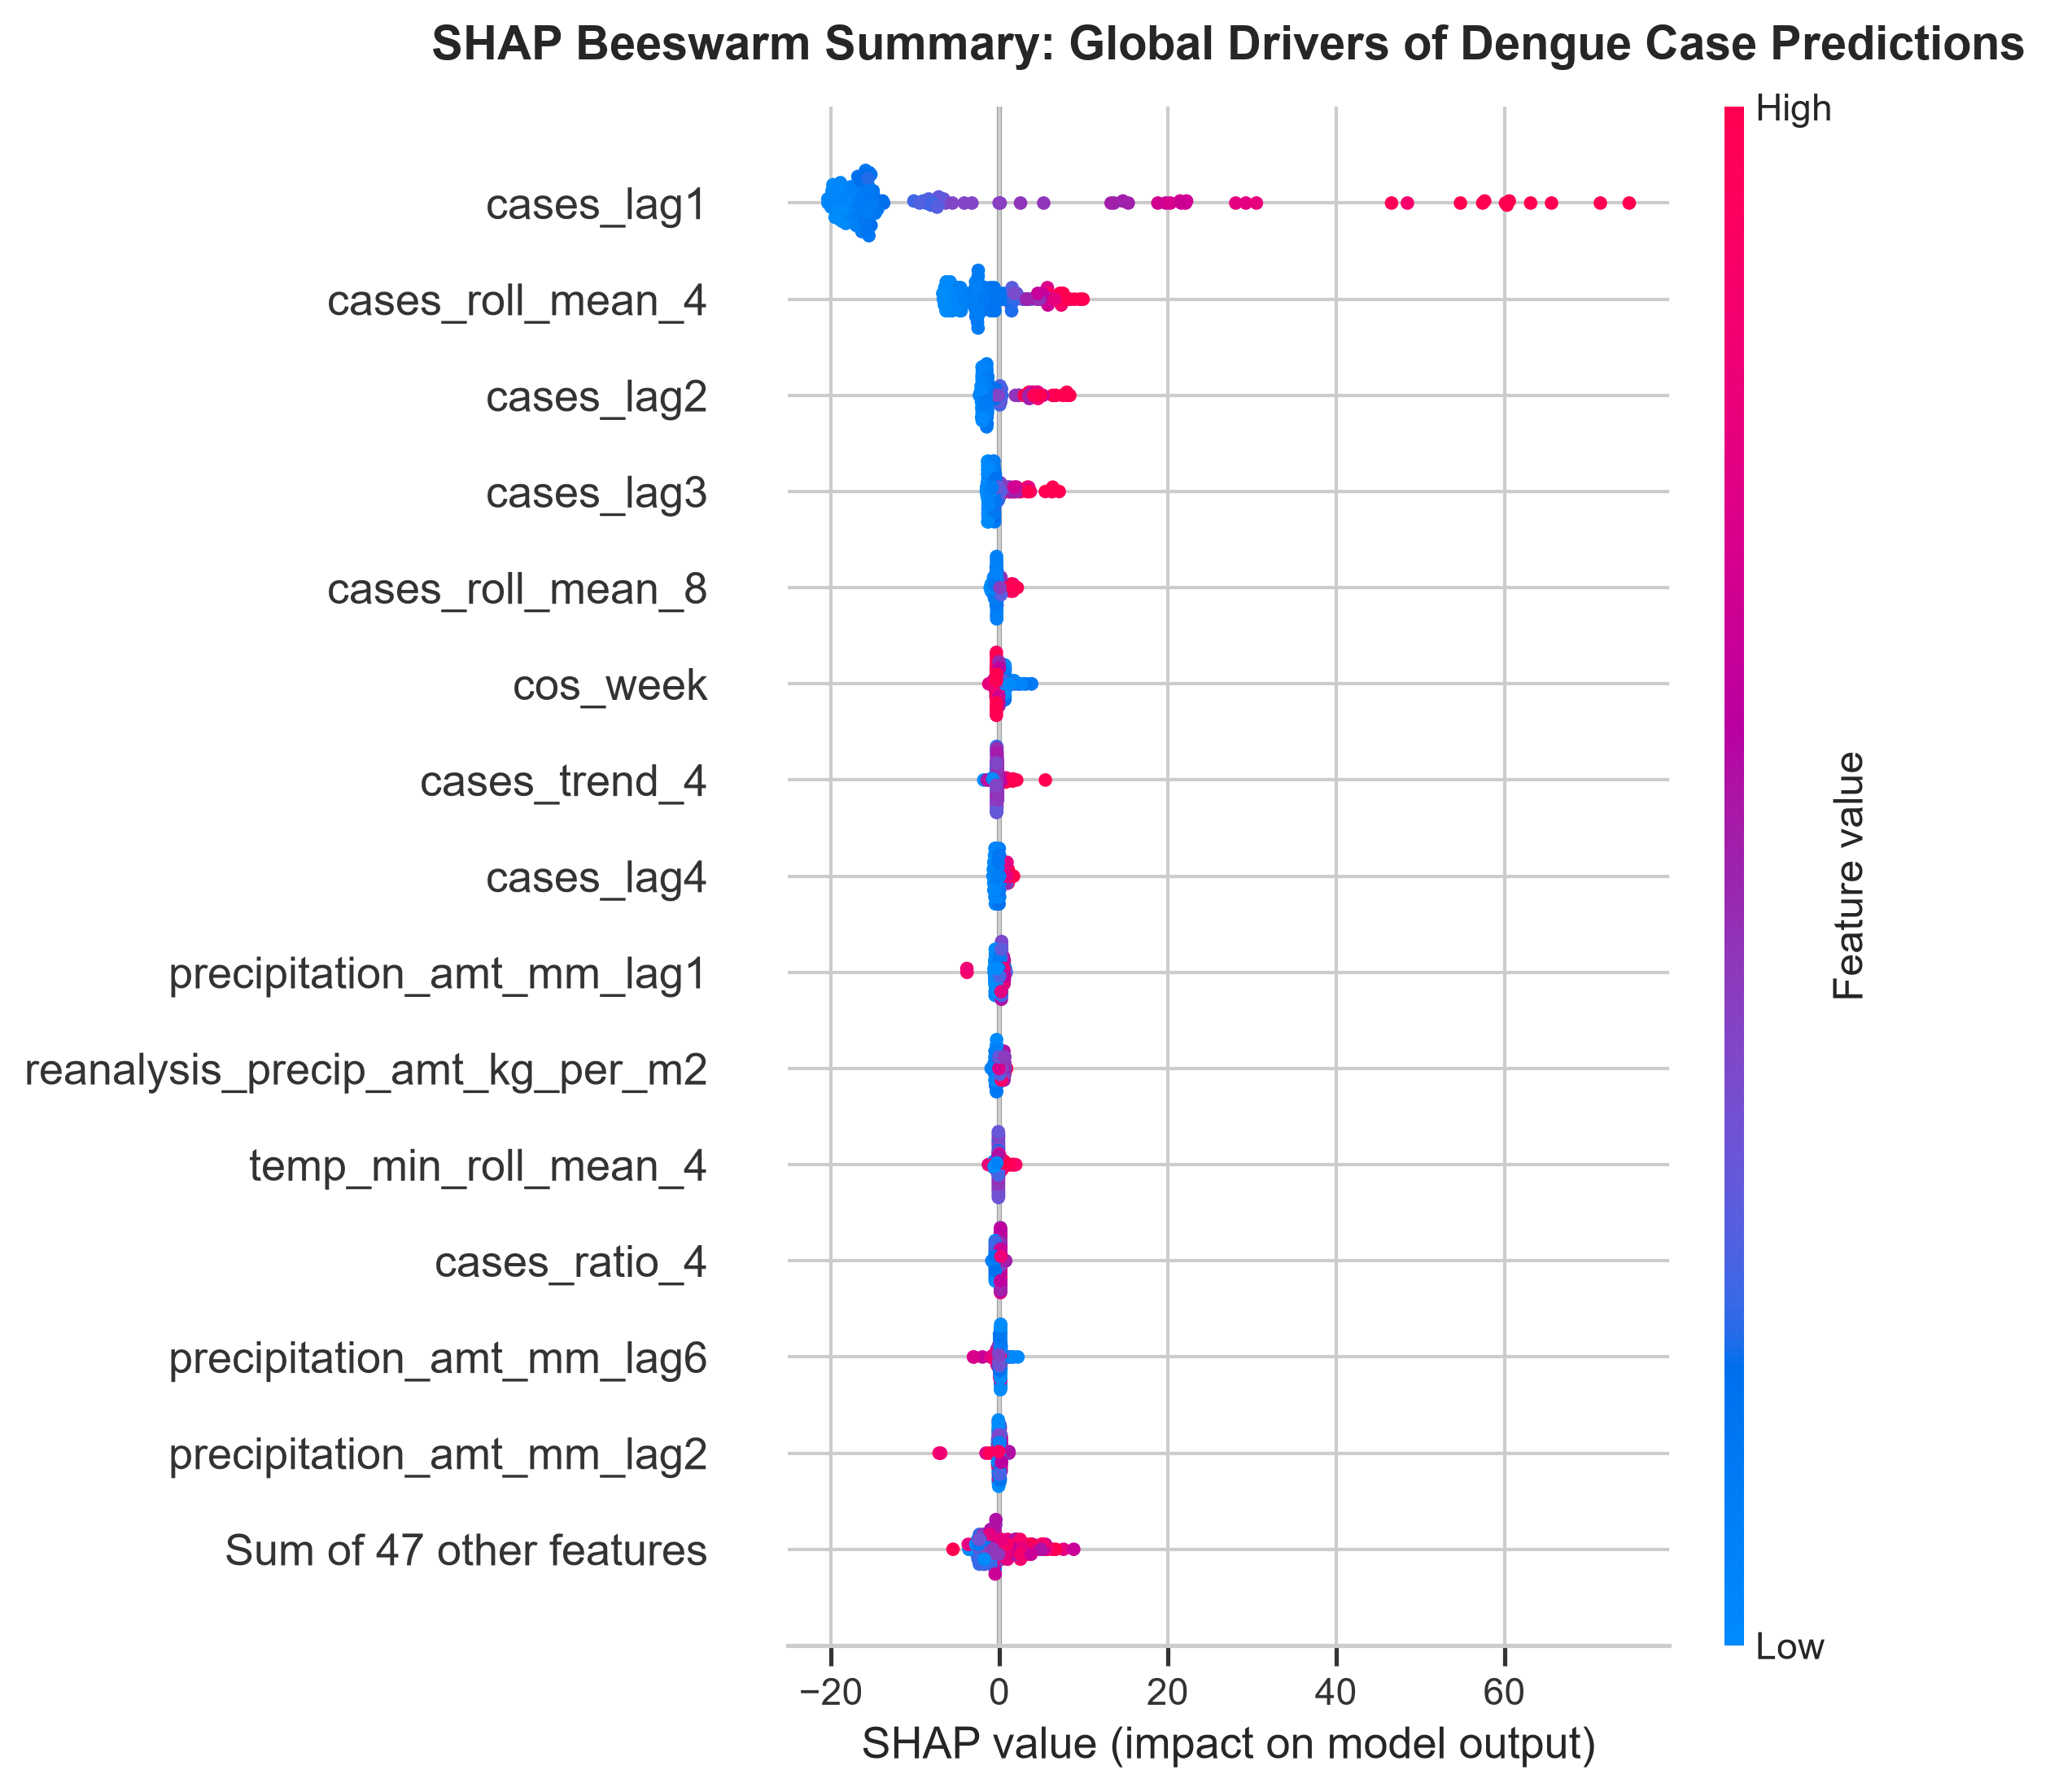 SHAP Beeswarm Summary: Global Drivers of Dengue Case Predictions
High
cases_lag1
cases_roll_mean_4
cases_lag2
cases_lag3
cases_roll_mean_8
cos_week
cases_trend_4
cases_lag4
precipitation_amt_mm_lag1
reanalysis_precip_amt_kg_per_m2
temp_min_roll_mean_4
cases_ratio_4
precipitation_amt_mm_lag6
precipitation_amt_mm_lag2
Sum of 47 other features
Feature value
Low
−20 0 20 40 60
SHAP value (impact on model output)